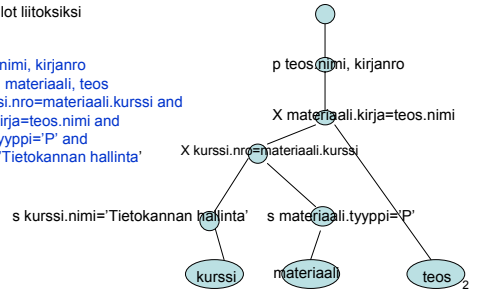 lot liitoksiksi
nimi, kirjanro
materiaali, teos
si.nro=materiaali.kurssi and
irja=teos.nimi and
yyppi='P' and
'Tietokannan hallinta'
p teos.nimi, kirjanro
X materiaali.kirja=teos.nimi
X kurssi.nro=materiaali.kurssi
s kurssi.nimi='Tietokannan hallinta' s materiaali.tyyppi='P'
kurssi materiaali teos
2